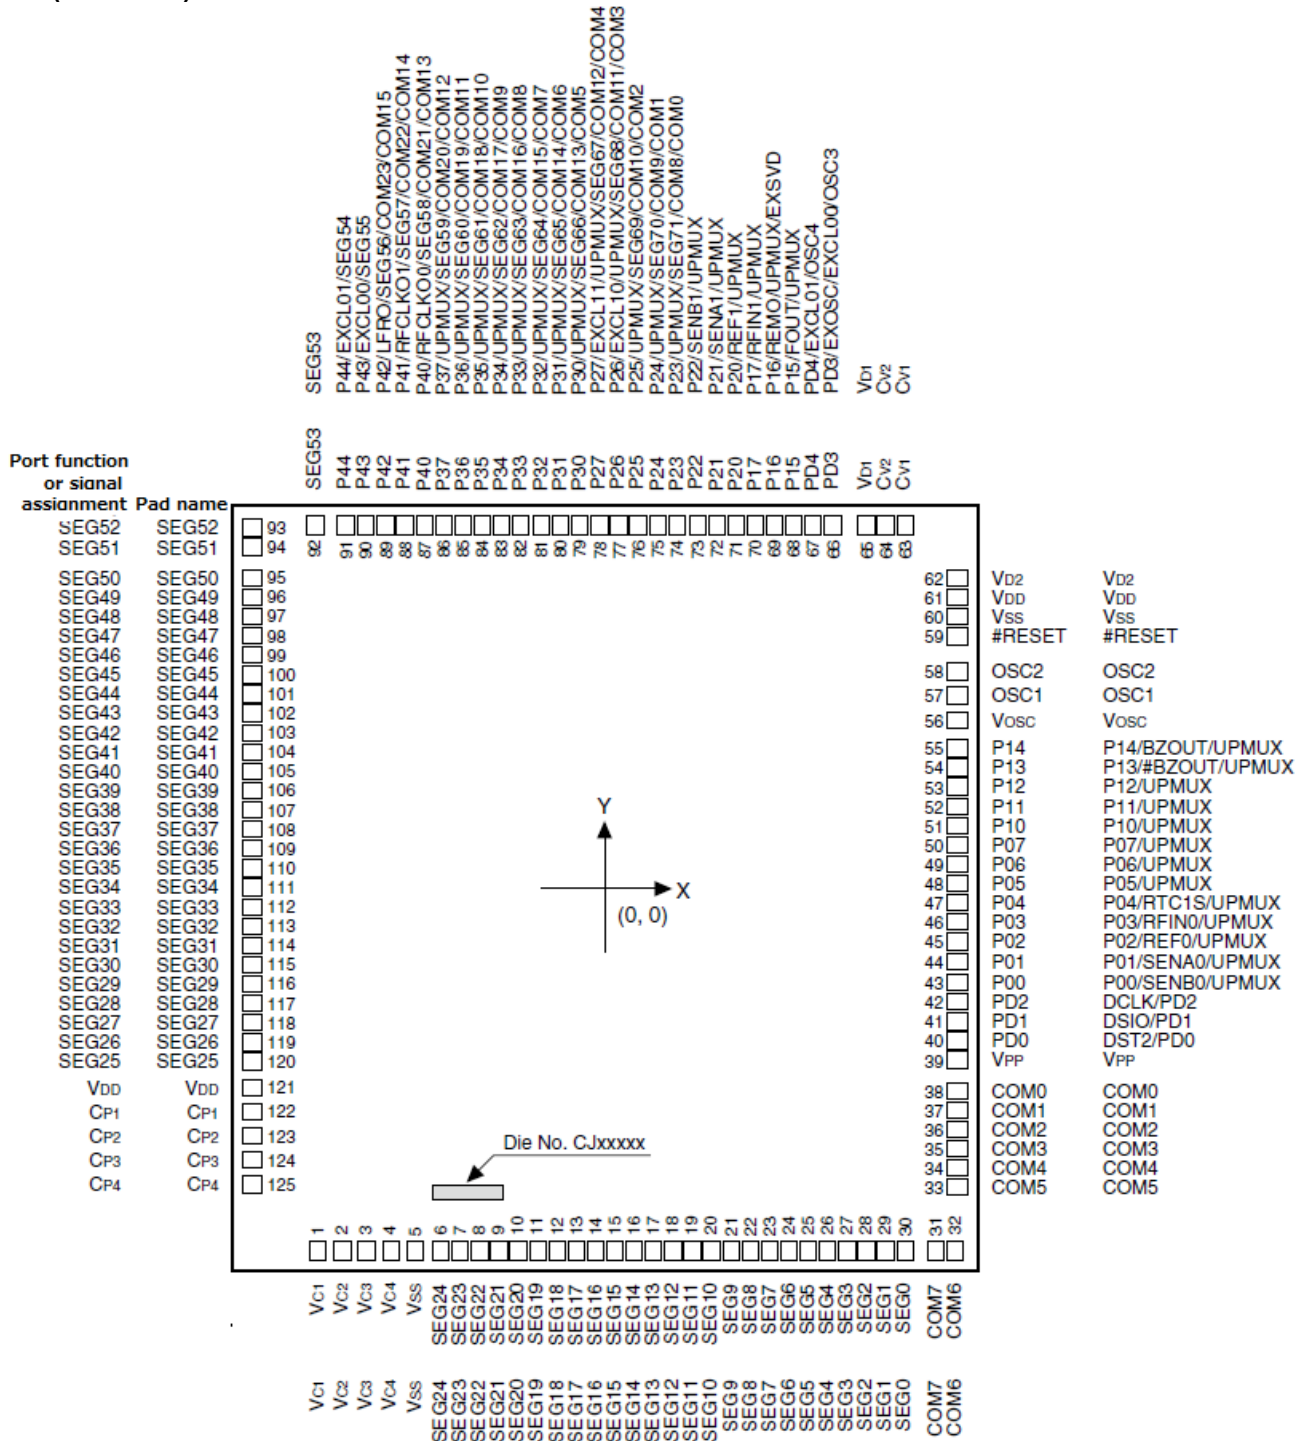 SEG53
P44/EXCL01/SEG54
P43/EXCL00/SEG55
P42/LFRO/SEG56/COM23/COM15
P41/RFCLKO1/SEG57/COM22/COM14
P40/RFCLKO0/SEG58/COM21/COM13
P37/UPMUX/SEG59/COM20/COM12
P36/UPMUX/SEG60/COM19/COM11
P35/UPMUX/SEG61/COM18/COM10
P34/UPMUX/SEG62/COM17/COM9
P33/UPMUX/SEG63/COM16/COM8
P32/UPMUX/SEG64/COM15/COM7
P31/UPMUX/SEG65/COM14/COM6
P30/UPMUX/SEG66/COM13/COM5
P27/EXCL11/UPMUX/SEG67/COM12/COM4
P26/EXCL10/UPMUX/SEG68/COM11/COM3
P25/UPMUX/SEG69/COM10/COM2
P24/UPMUX/SEG70/COM9/COM1
P23/UPMUX/SEG71/COM8/COM0
P22/SENB1/UPMUX
P21/SENA1/UPMUX
P20/REF1/UPMUX
P17/RFIN1/UPMUX
P16/REMO/UPMUX/EXSVD
P15/FOUT/UPMUX
PD4/EXCL01/OSC4
PD3/EXOSC/EXCL00/OSC3
VD1
CV2
CV1
SEG53 P44 P43 P42 P41 P40 P37 P36 P35 P34 P33 P32 P31 P30 P27 P26 P25 P24 P23 P22 P21 P20 P17 P16 P15 PD4 PD3 VD1 CV2 CV1
Port function
or signal
assignment Pad name
92 91 90 89 88 87 86 85 84 83 82 81 80 79 78 77 76 75 74 73 72 71 70 69 68 67 66 65 64 63
SEG52 SEG52 93
SEG51 SEG51 94
SEG50 SEG50 95
SEG49 SEG49 96
SEG48 SEG48 97
SEG47 SEG47 98
SEG46 SEG46 99
SEG45 SEG45 100
SEG44 SEG44 101
SEG43 SEG43 102
SEG42 SEG42 103
SEG41 SEG41 104
SEG40 SEG40 105
SEG39 SEG39 106
SEG38 SEG38 107
SEG37 SEG37 108
SEG36 SEG36 109
SEG35 SEG35 110
SEG34 SEG34 111
SEG33 SEG33 112
SEG32 SEG32 113
SEG31 SEG31 114
SEG30 SEG30 115
SEG29 SEG29 116
SEG28 SEG28 117
SEG27 SEG27 118
SEG26 SEG26 119
SEG25 SEG25 120
VDD VDD 121
CP1 CP1 122
CP2 CP2 123
CP3 CP3 124
CP4 CP4 125
Y
X
(0, 0)
Die No. CJxxxxx
62 VD2 VD2
61 VDD VDD
60 VSS VSS
59 #RESET #RESET
58 OSC2 OSC2
57 OSC1 OSC1
56 VOSC VOSC
55 P14 P14/BZOUT/UPMUX
54 P13 P13/#BZOUT/UPMUX
53 P12 P12/UPMUX
52 P11 P11/UPMUX
51 P10 P10/UPMUX
50 P07 P07/UPMUX
49 P06 P06/UPMUX
48 P05 P05/UPMUX
47 P04 P04/RTC1S/UPMUX
46 P03 P03/RFIN0/UPMUX
45 P02 P02/REF0/UPMUX
44 P01 P01/SENA0/UPMUX
43 P00 P00/SENB0/UPMUX
42 PD2 DCLK/PD2
41 PD1 DSIO/PD1
40 PD0 DST2/PD0
39 VPP VPP
38 COM0 COM0
37 COM1 COM1
36 COM2 COM2
35 COM3 COM3
34 COM4 COM4
33 COM5 COM5
1 2 3 4 5 6 7 8 9 10 11 12 13 14 15 16 17 18 19 20 21 22 23 24 25 26 27 28 29 30 31 32
VC1 VC2 VC3 VC4 VSS SEG24 SEG23 SEG22 SEG21 SEG20 SEG19 SEG18 SEG17 SEG16 SEG15 SEG14 SEG13 SEG12 SEG11 SEG10 SEG9 SEG8 SEG7 SEG6 SEG5 SEG4 SEG3 SEG2 SEG1 SEG0 COM7 COM6
VC1 VC2 VC3 VC4 VSS SEG24 SEG23 SEG22 SEG21 SEG20 SEG19 SEG18 SEG17 SEG16 SEG15 SEG14 SEG13 SEG12 SEG11 SEG10 SEG9 SEG8 SEG7 SEG6 SEG5 SEG4 SEG3 SEG2 SEG1 SEG0 COM7 COM6